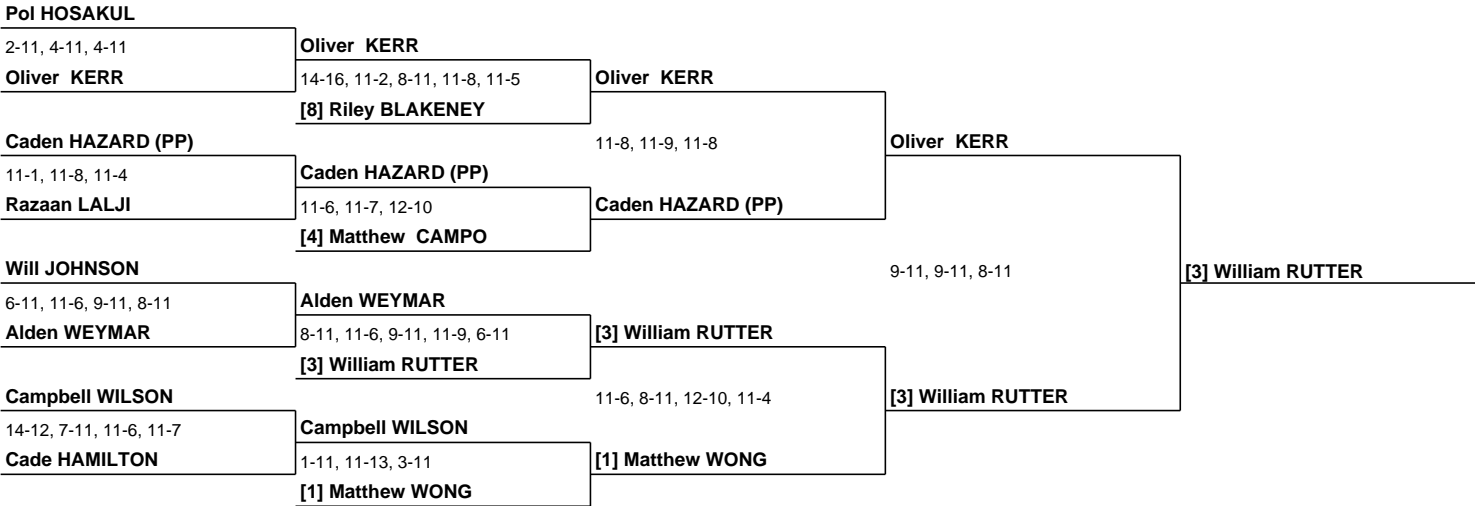 Pol HOSAKUL
2-11, 4-11, 4-11
Oliver KERR
Oliver KERR
14-16, 11-2, 8-11, 11-8, 11-5
[8] Riley BLAKENEY
Oliver KERR
Caden HAZARD (PP)
11-1, 11-8, 11-4
Razaan LALJI
Caden HAZARD (PP)
11-6, 11-7, 12-10
[4] Matthew CAMPO
11-8, 11-9, 11-8
Caden HAZARD (PP)
Oliver KERR
Will JOHNSON
6-11, 11-6, 9-11, 8-11
Alden WEYMAR
Alden WEYMAR
8-11, 11-6, 9-11, 11-9, 6-11
[3] William RUTTER
[3] William RUTTER
9-11, 9-11, 8-11
[3] William RUTTER
Campbell WILSON
14-12, 7-11, 11-6, 11-7
Cade HAMILTON
Campbell WILSON
1-11, 11-13, 3-11
[1] Matthew WONG
11-6, 8-11, 12-10, 11-4
[1] Matthew WONG
[3] William RUTTER